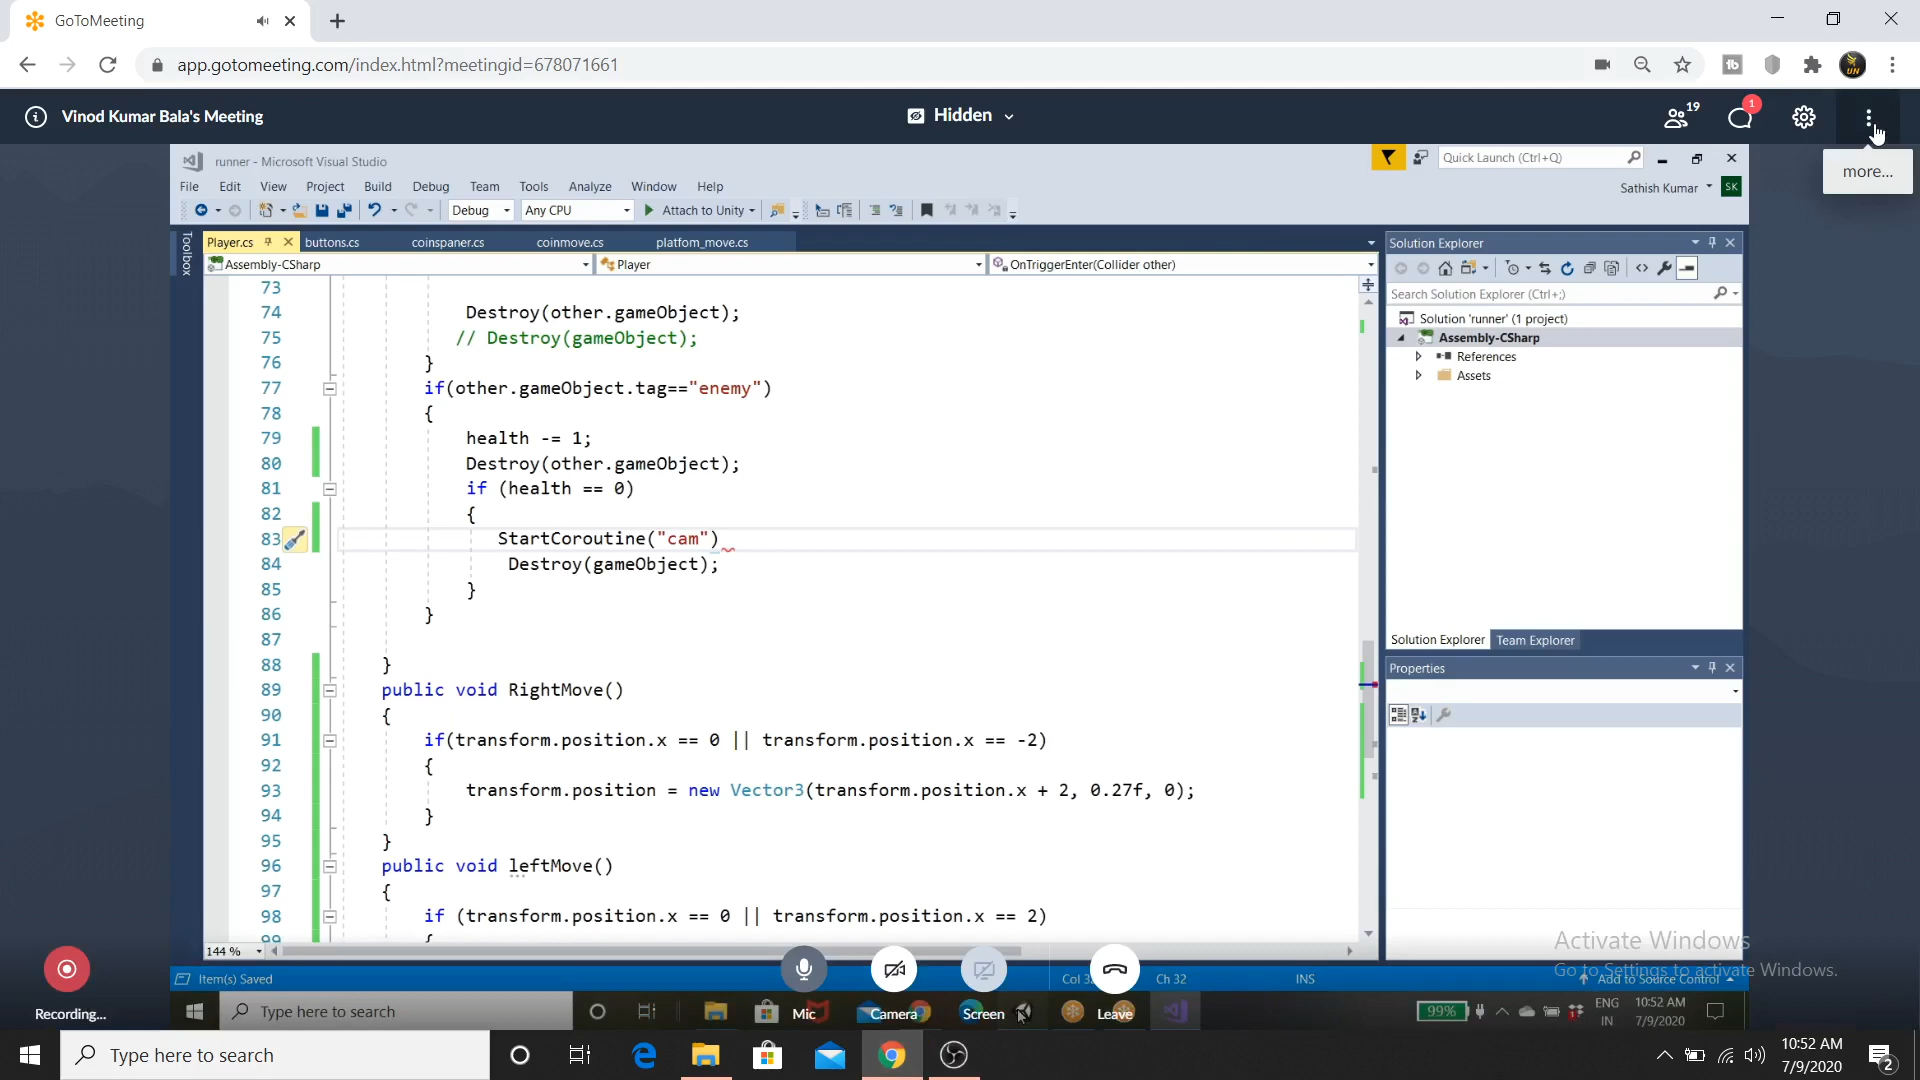 GoToMeeting
app.gotomeeting.com/index.html?meetingid=678071661
Vinod Kumar Bala's Meeting
Hidden
19
1
more...
runner - Microsoft Visual Studio
Quick Launch (Ctrl+Q)
File Edit View Project Build Debug Team Tools Analyze Window Help
Sathish Kumar SK
Debug Any CPU Attach to Unity
Toolbox
Player.cs buttons.cs coinspaner.cs coinmove.cs platfom_move.cs
Assembly-CSharp Player OnTriggerEnter(Collider other)
73
74 Destroy(other.gameObject);
75 // Destroy(gameObject);
76 }
77 if(other.gameObject.tag=="enemy")
78 {
79 health -= 1;
80 Destroy(other.gameObject);
81 if (health == 0)
82 {
83 StartCoroutine("cam")
84 Destroy(gameObject);
85 }
86 }
87
88 }
89 public void RightMove()
90 {
91 if(transform.position.x == 0 || transform.position.x == -2)
92 {
93 transform.position = new Vector3(transform.position.x + 2, 0.27f, 0);
94 }
95 }
96 public void leftMove()
97 {
98 if (transform.position.x == 0 || transform.position.x == 2)
99 {
144 %
Solution Explorer
Search Solution Explorer (Ctrl+;)
Solution 'runner' (1 project)
Assembly-CSharp
References
Assets
Solution Explorer Team Explorer
Properties
Activate Windows
Go to Settings to activate Windows.
Item(s) Saved
Ch 32
INS
Add to Source Control
Recording...
Type here to search
Mic
Camera
Screen
Leave
99%
ENG
IN
10:52 AM
7/9/2020
Type here to search
10:52 AM
7/9/2020
2